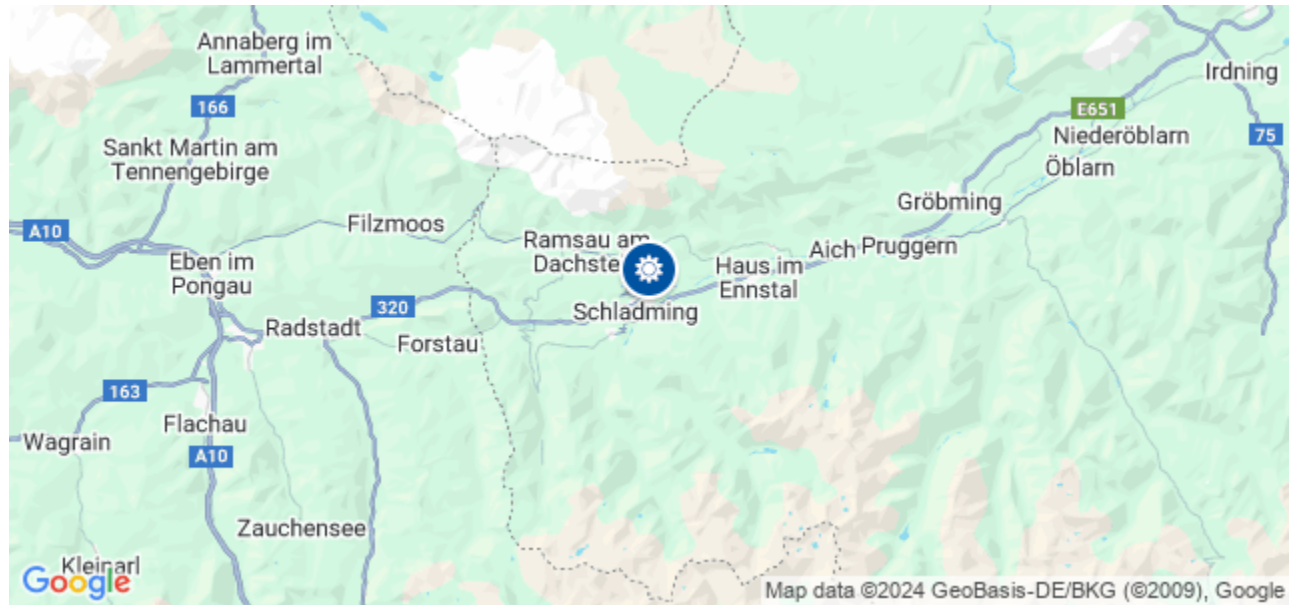 Annaberg im
Lammertal
Irdning
166
E651
Sankt Martin am
Tennengebirge
Niederöblarn
75
Öblarn
Gröbming
A10
Filzmoos
Ramsau am
Dachste
Aich
Pruggern
Eben im
Pongau
Haus im
Ennstal
320
Schladming
Radstadt
Forstau
163
Flachau
Wagrain
A10
Zauchensee
Kleinarl
Google
Map data ©2024 GeoBasis-DE/BKG (©2009), Google